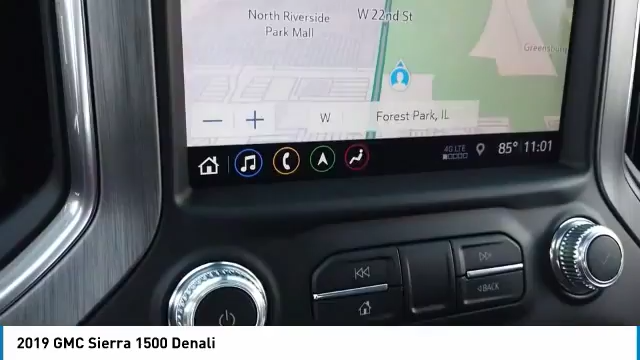 North Riverside
Park Mall
W 22nd St
Greensburg
W
Forest Park, IL
4G LTE
85° 11:01
BACK
2019 GMC Sierra 1500 Denali